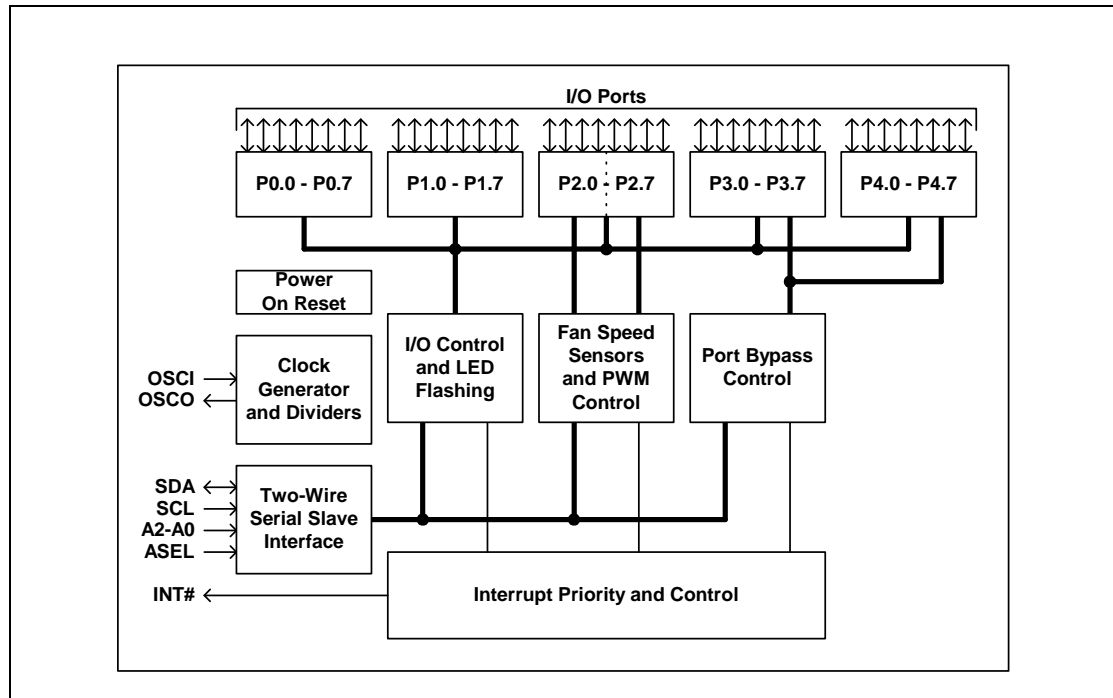 I/O Ports
P0.0 - P0.7
P1.0 - P1.7
P2.0 - P2.7
P3.0 - P3.7
P4.0 - P4.7
Power
On Reset
I/O Control
and LED
Flashing
Fan Speed
Sensors
and PWM
Control
Port Bypass
Control
OSCI
OSCO
Clock
Generator
and Dividers
SDA
SCL
A2-A0
ASEL
Two-Wire
Serial Slave
Interface
INT#
Interrupt Priority and Control